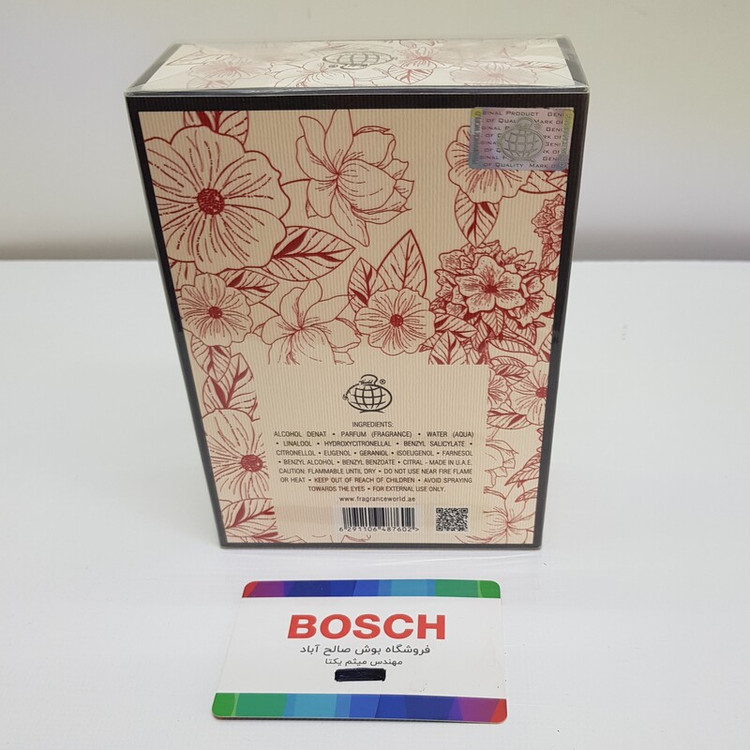 INGREDIENTS:
ALCOHOL DENAT • PARFUM (FRAGRANCE) • WATER (AQUA)
• LINALOOL • HYDROXYCITRONELLAL • BENZYL SALICYLATE •
CITRONELLOL • EUGENOL • GERANIOL • ISOEUGENOL • FARNESOL
• BENZYL ALCOHOL • BENZYL BENZOATE • CITRAL - MADE IN U.A.E.
CAUTION: FLAMMABLE UNTIL DRY • DO NOT USE NEAR FIRE FLAME
OR HEAT • KEEP OUT OF REACH OF CHILDREN • AVOID SPRAYING
TOWARDS THE EYES • FOR EXTERNAL USE ONLY.
www.fragranceworld.ae
6 291106 487602 >
BOSCH
فروشگاه بوش صالح آباد
مهندس میثم یکتا